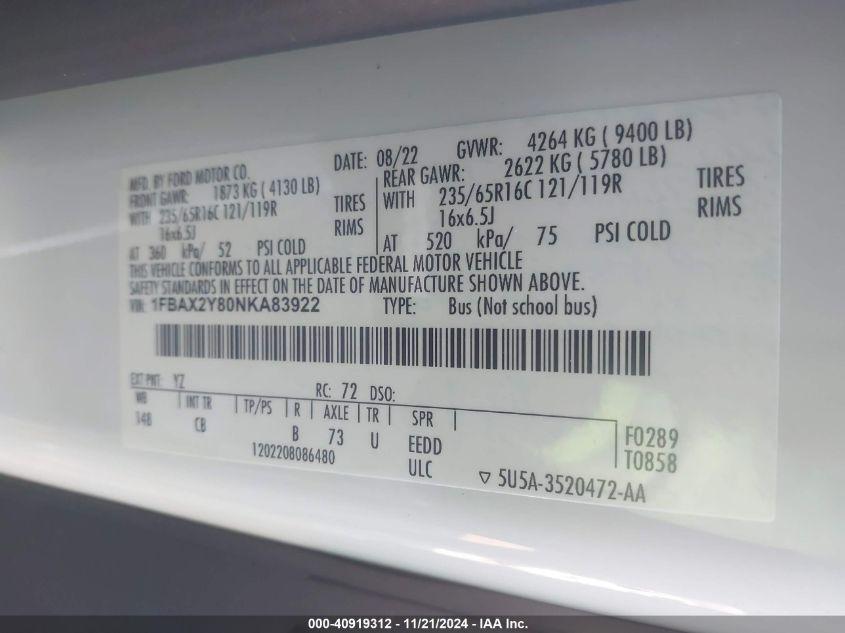 MFD. BY FORD MOTOR CO.
DATE: 08/22 GVWR: 4264 KG ( 9400 LB)
FRONT GAWR: 1873 KG ( 4130 LB) REAR GAWR: 2622 KG ( 5780 LB)
WITH 235/65R16C 121/119R TIRES WITH 235/65R16C 121/119R TIRES
16x6.5J RIMS 16x6.5J RIMS
AT 360 kPa/ 52 PSI COLD AT 520 kPa/ 75 PSI COLD
THIS VEHICLE CONFORMS TO ALL APPLICABLE FEDERAL MOTOR VEHICLE
SAFETY STANDARDS IN EFFECT ON THE DATE OF MANUFACTURE SHOWN ABOVE.
VIN: 1FBAX2Y80NKA83922 TYPE: Bus (Not school bus)
EXT PNT: YZ RC: 72 DSO:
WB | INT TR | TP/PS | R | AXLE | TR | SPR |
148 CB B 73 U EEDD
F0289
T0858
1202208086480 ULC
▽ 5U5A-3520472-AA
000-40919312 - 11/21/2024 - IAA Inc.